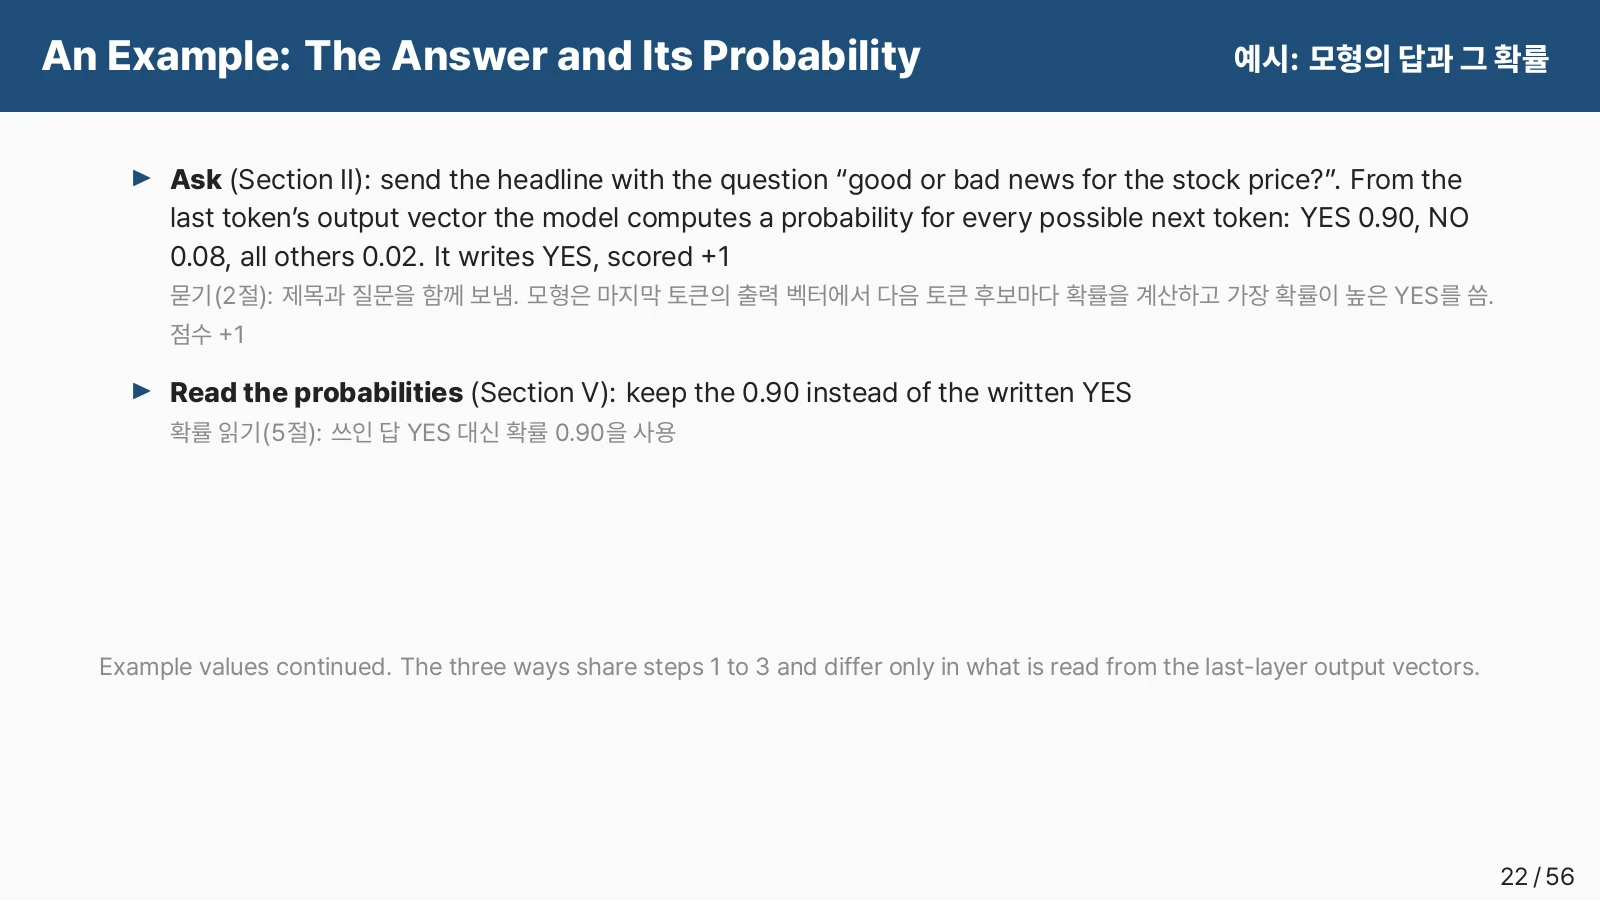 An Example: The Answer and Its Probability
예시: 모형의 답과 그 확률
▶ Ask (Section II): send the headline with the question “good or bad news for the stock price?”. From the
last token’s output vector the model computes a probability for every possible next token: YES 0.90, NO
0.08, all others 0.02. It writes YES, scored +1
묻기(2절): 제목과 질문을 함께 보냄. 모형은 마지막 토큰의 출력 벡터에서 다음 토큰 후보마다 확률을 계산하고 가장 확률이 높은 YES를 씀.
점수 +1
▶ Read the probabilities (Section V): keep the 0.90 instead of the written YES
확률 읽기(5절): 쓰인 답 YES 대신 확률 0.90을 사용
Example values continued. The three ways share steps 1 to 3 and differ only in what is read from the last-layer output vectors.
22 / 56